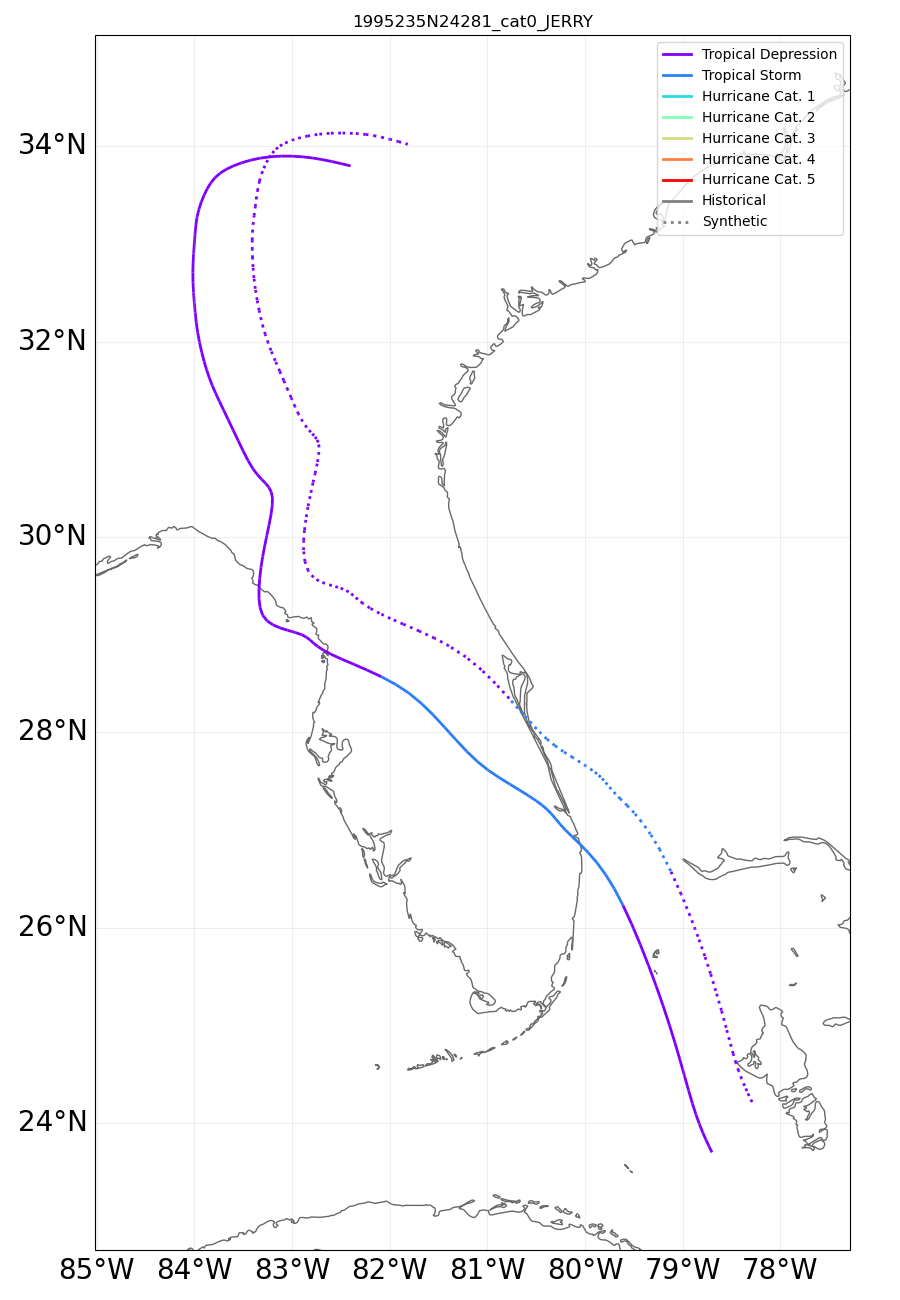 1995235N24281_cat0_JERRY
Tropical Depression
Tropical Storm
Hurricane Cat. 1
Hurricane Cat. 2
Hurricane Cat. 3
Hurricane Cat. 4
Hurricane Cat. 5
Historical
Synthetic
34°N
32°N
30°N
28°N
26°N
24°N
85°W 84°W 83°W 82°W 81°W 80°W 79°W 78°W